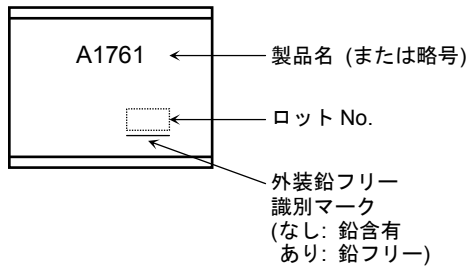 A1761
製品名 (または略号)
ロット No.
外装鉛フリー
識別マーク
(なし: 鉛含有
あり: 鉛フリー)